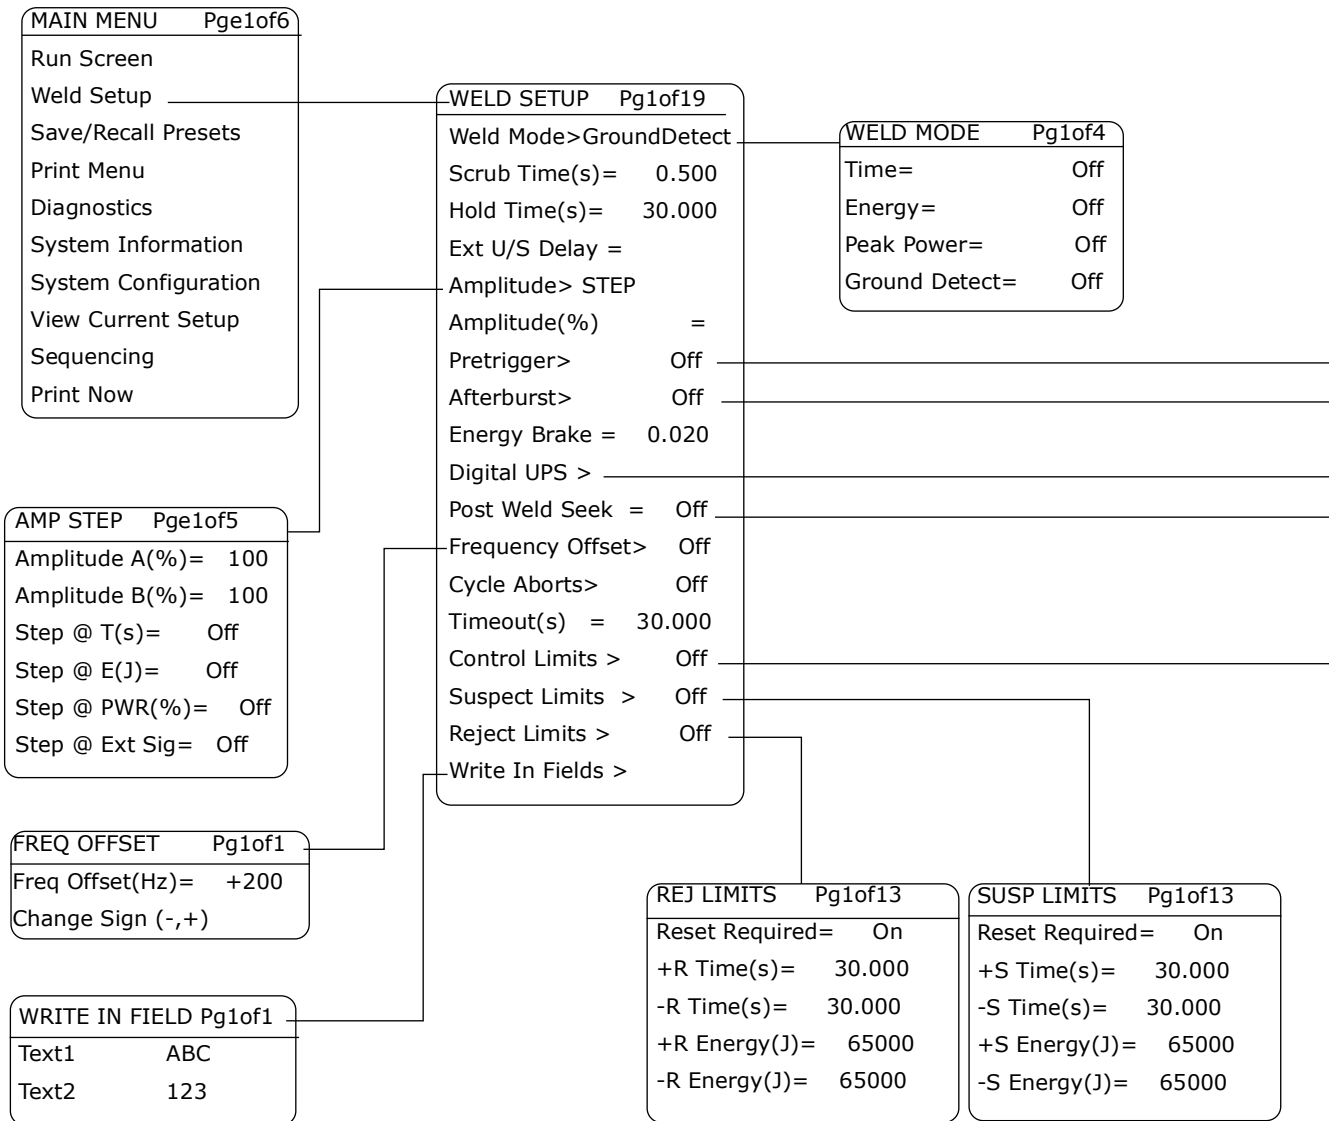 MAIN MENU Pge1of6
Run Screen
Weld Setup
Save/Recall Presets
Print Menu
Diagnostics
System Information
System Configuration
View Current Setup
Sequencing
Print Now
WELD SETUP Pg1of19
Weld Mode>GroundDetect
Scrub Time(s)= 0.500
Hold Time(s)= 30.000
Ext U/S Delay =
Amplitude> STEP
Amplitude(%) =
Pretrigger> Off
Afterburst> Off
Energy Brake = 0.020
Digital UPS >
Post Weld Seek = Off
Frequency Offset> Off
Cycle Aborts> Off
Timeout(s) = 30.000
Control Limits > Off
Suspect Limits > Off
Reject Limits > Off
Write In Fields >
WELD MODE Pg1of4
Time= Off
Energy= Off
Peak Power= Off
Ground Detect= Off
AMP STEP Pge1of5
Amplitude A(%)= 100
Amplitude B(%)= 100
Step @ T(s)= Off
Step @ E(J)= Off
Step @ PWR(%)= Off
Step @ Ext Sig= Off
FREQ OFFSET Pg1of1
Freq Offset(Hz)= +200
Change Sign (-,+)
WRITE IN FIELD Pg1of1
Text1 ABC
Text2 123
REJ LIMITS Pg1of13
Reset Required= On
+R Time(s)= 30.000
-R Time(s)= 30.000
+R Energy(J)= 65000
-R Energy(J)= 65000
SUSP LIMITS Pg1of13
Reset Required= On
+S Time(s)= 30.000
-S Time(s)= 30.000
+S Energy(J)= 65000
-S Energy(J)= 65000